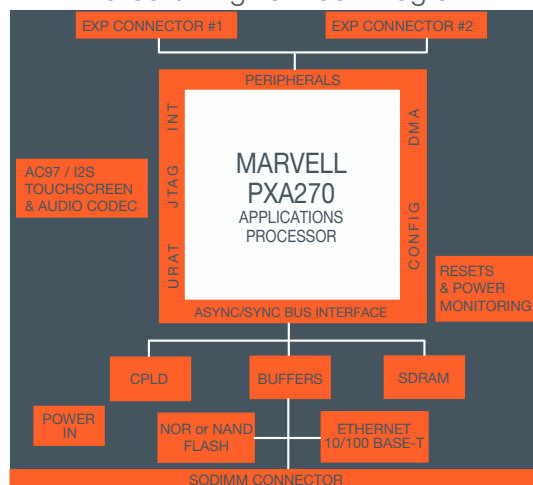 EXP CONNECTOR #1
EXP CONNECTOR #2
PERIPHERALS
INT
JTAG
URAT
DMA
CONFIG
MARVELL
PXA270
APPLICATIONS
PROCESSOR
AC97 / I2S
TOUCHSCREEN
& AUDIO CODEC
RESETS
& POWER
MONITORING
ASYNC/SYNC BUS INTERFACE
CPLD
BUFFERS
SDRAM
POWER
IN
NOR or NAND
FLASH
ETHERNET
10/100 BASE-T
SODIMM CONNECTOR